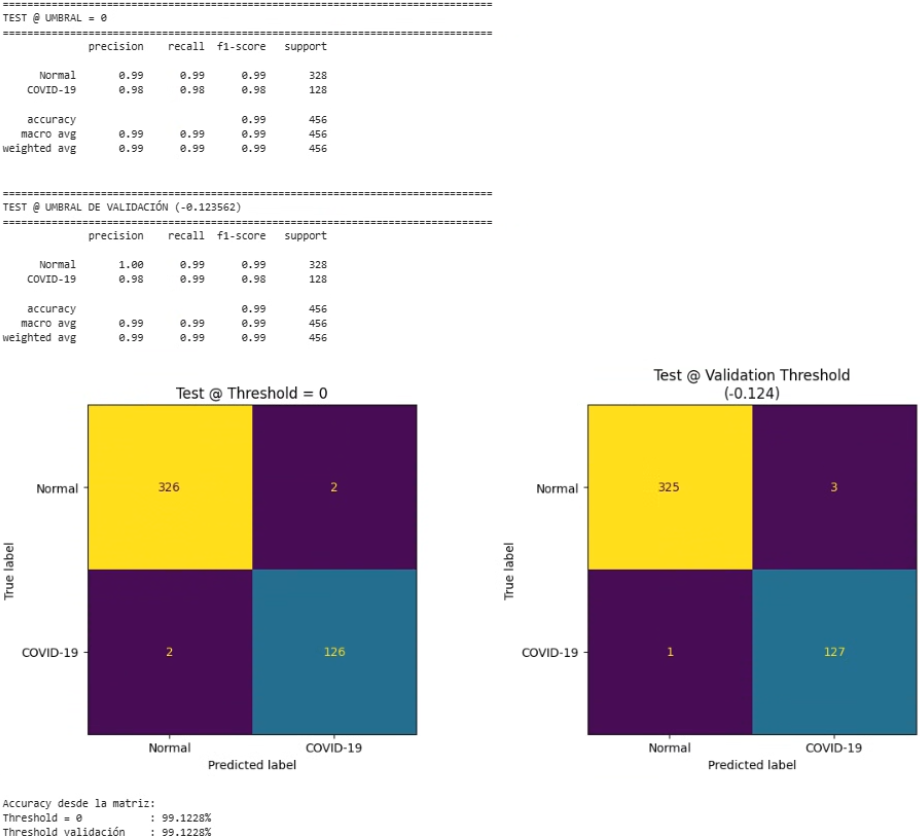 ================================================================================
TEST @ UMBRAL = 0
================================================================================
precision recall f1-score support
Normal 0.99 0.99 0.99 328
COVID-19 0.98 0.98 0.98 128
accuracy 0.99 456
macro avg 0.99 0.99 0.99 456
weighted avg 0.99 0.99 0.99 456
================================================================================
TEST @ UMBRAL DE VALIDACIÓN (-0.123562)
================================================================================
precision recall f1-score support
Normal 1.00 0.99 0.99 328
COVID-19 0.98 0.99 0.98 128
accuracy 0.99 456
macro avg 0.99 0.99 0.99 456
weighted avg 0.99 0.99 0.99 456
Test @ Threshold = 0
True label
Normal 326 2
COVID-19 2 126
Normal COVID-19
Predicted label
Test @ Validation Threshold
(-0.124)
True label
Normal 325 3
COVID-19 1 127
Normal COVID-19
Predicted label
Accuracy desde la matriz:
Threshold = 0 : 99.1228%
Threshold validación : 99.1228%